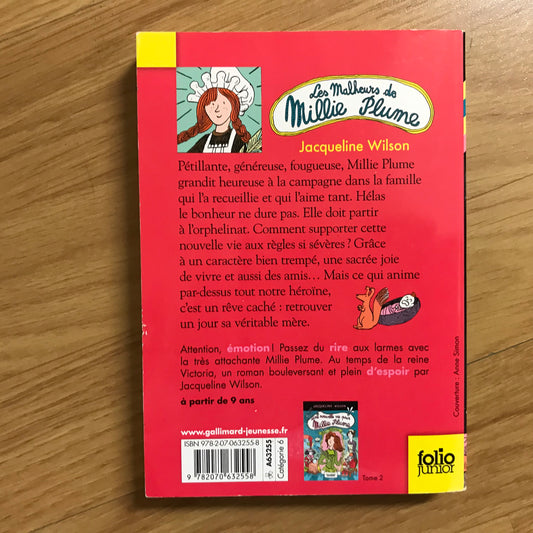 Les Malheurs de
Millie Plume
Jacqueline Wilson
Pétillante, généreuse, fougueuse, Millie Plume
grandit heureuse à la campagne dans la famille
qui l'a recueillie et qui l'aime tant. Hélas
le bonheur ne dure pas. Elle doit partir
à l'orphelinat. Comment supporter cette
nouvelle vie aux règles si sévères ? Grâce
à un caractère bien trempé, une sacrée joie
de vivre et aussi des amis... Mais ce qui anime
par-dessus tout notre héroïne,
c'est un rêve caché : retrouver
un jour sa véritable mère.
Attention, émotion ! Passez du rire aux larmes avec
la très attachante Millie Plume. Au temps de la reine
Victoria, un roman bouleversant et plein d'espoir par
Jacqueline Wilson.
à partir de 9 ans
Couverture : Anne Simon
www.gallimard-jeunesse.fr
ISBN 978-2-07-063255-8
9 782070 632558
A63255
Catégorie 6
Millie Plume
Tome 2
folio
junior